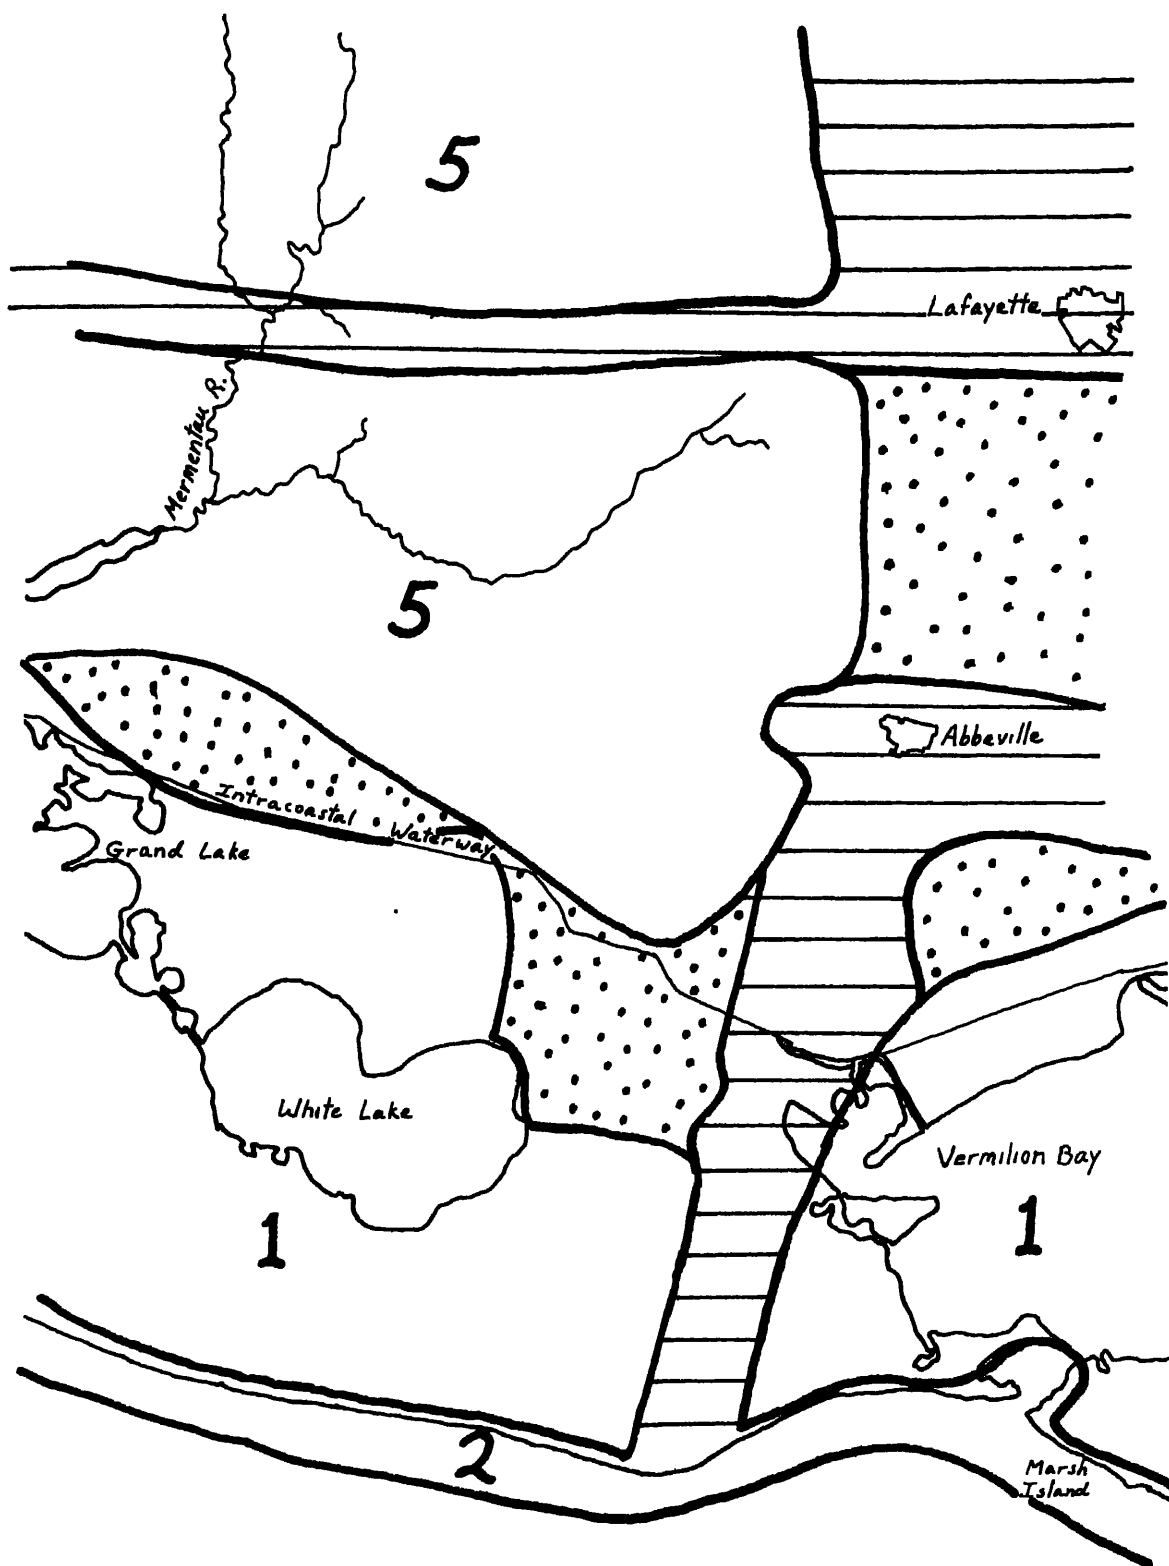 5
Lafayette
Mermentau R.
5
Abbeville
Intracoastal Waterway
Grand Lake
White Lake
Vermilion Bay
1
1
2
Marsh
Island